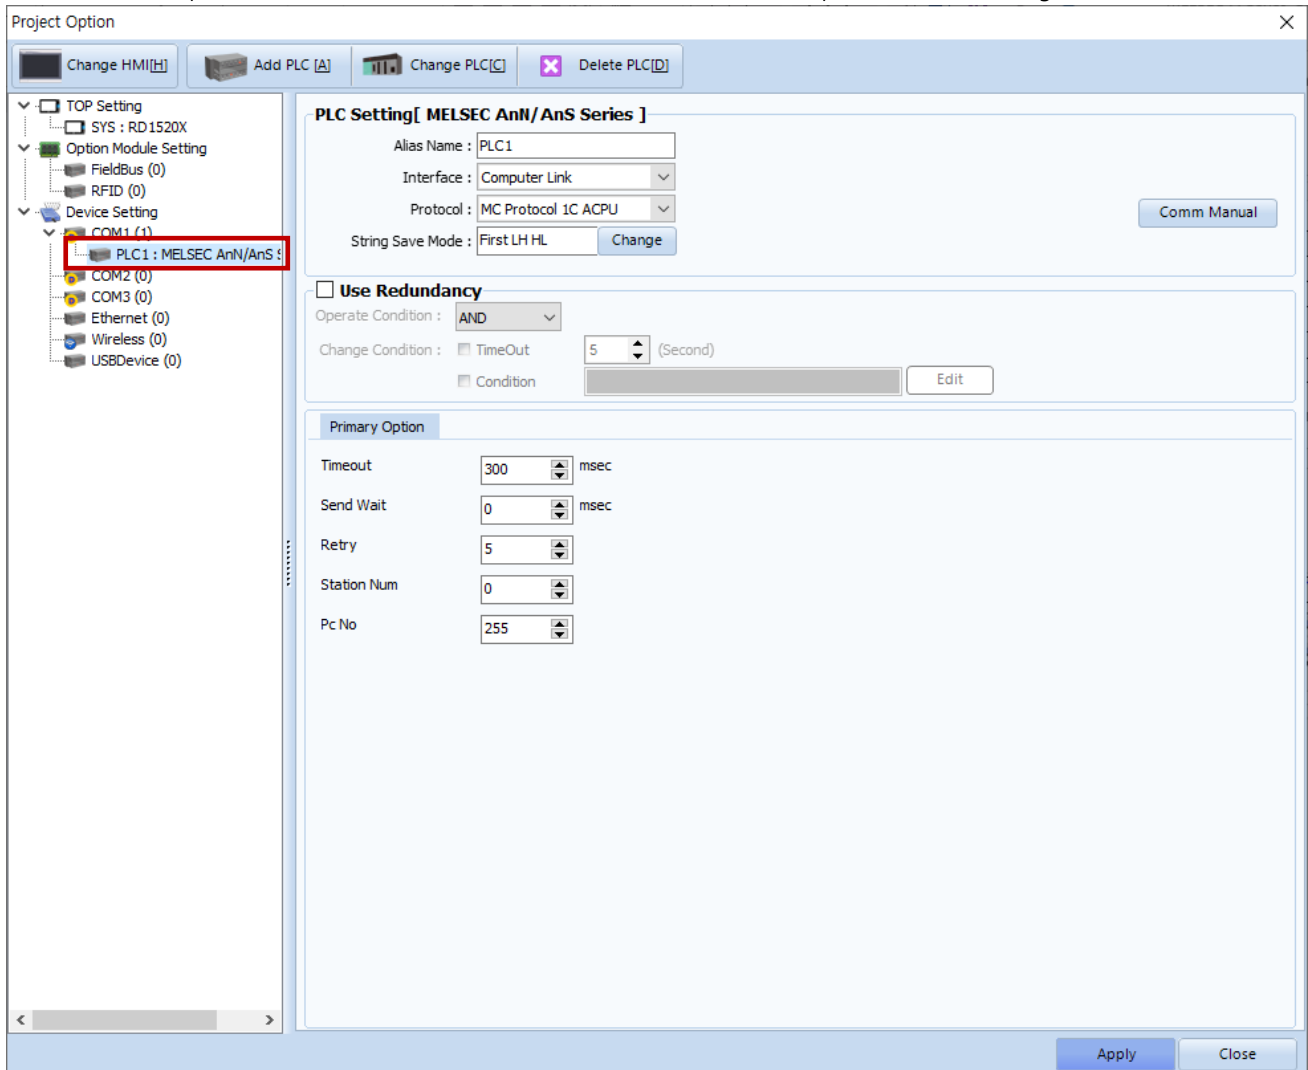 Project Option
Change HMI[H]
Add PLC [A]
Change PLC[C]
Delete PLC[D]
TOP Setting
SYS : RD1520X
Option Module Setting
FieldBus (0)
RFID (0)
Device Setting
COM1 (1)
PLC1 : MELSEC AnN/AnS S
COM2 (0)
COM3 (0)
Ethernet (0)
Wireless (0)
USBDevice (0)
PLC Setting[ MELSEC AnN/AnS Series ]
Alias Name : PLC1
Interface : Computer Link
Protocol : MC Protocol 1C ACPU
Comm Manual
String Save Mode : First LH HL Change
Use Redundancy
Operate Condition : AND
Change Condition : TimeOut 5 (Second)
Condition Edit
Primary Option
Timeout 300 msec
Send Wait 0 msec
Retry 5
Station Num 0
Pc No 255
Apply
Close